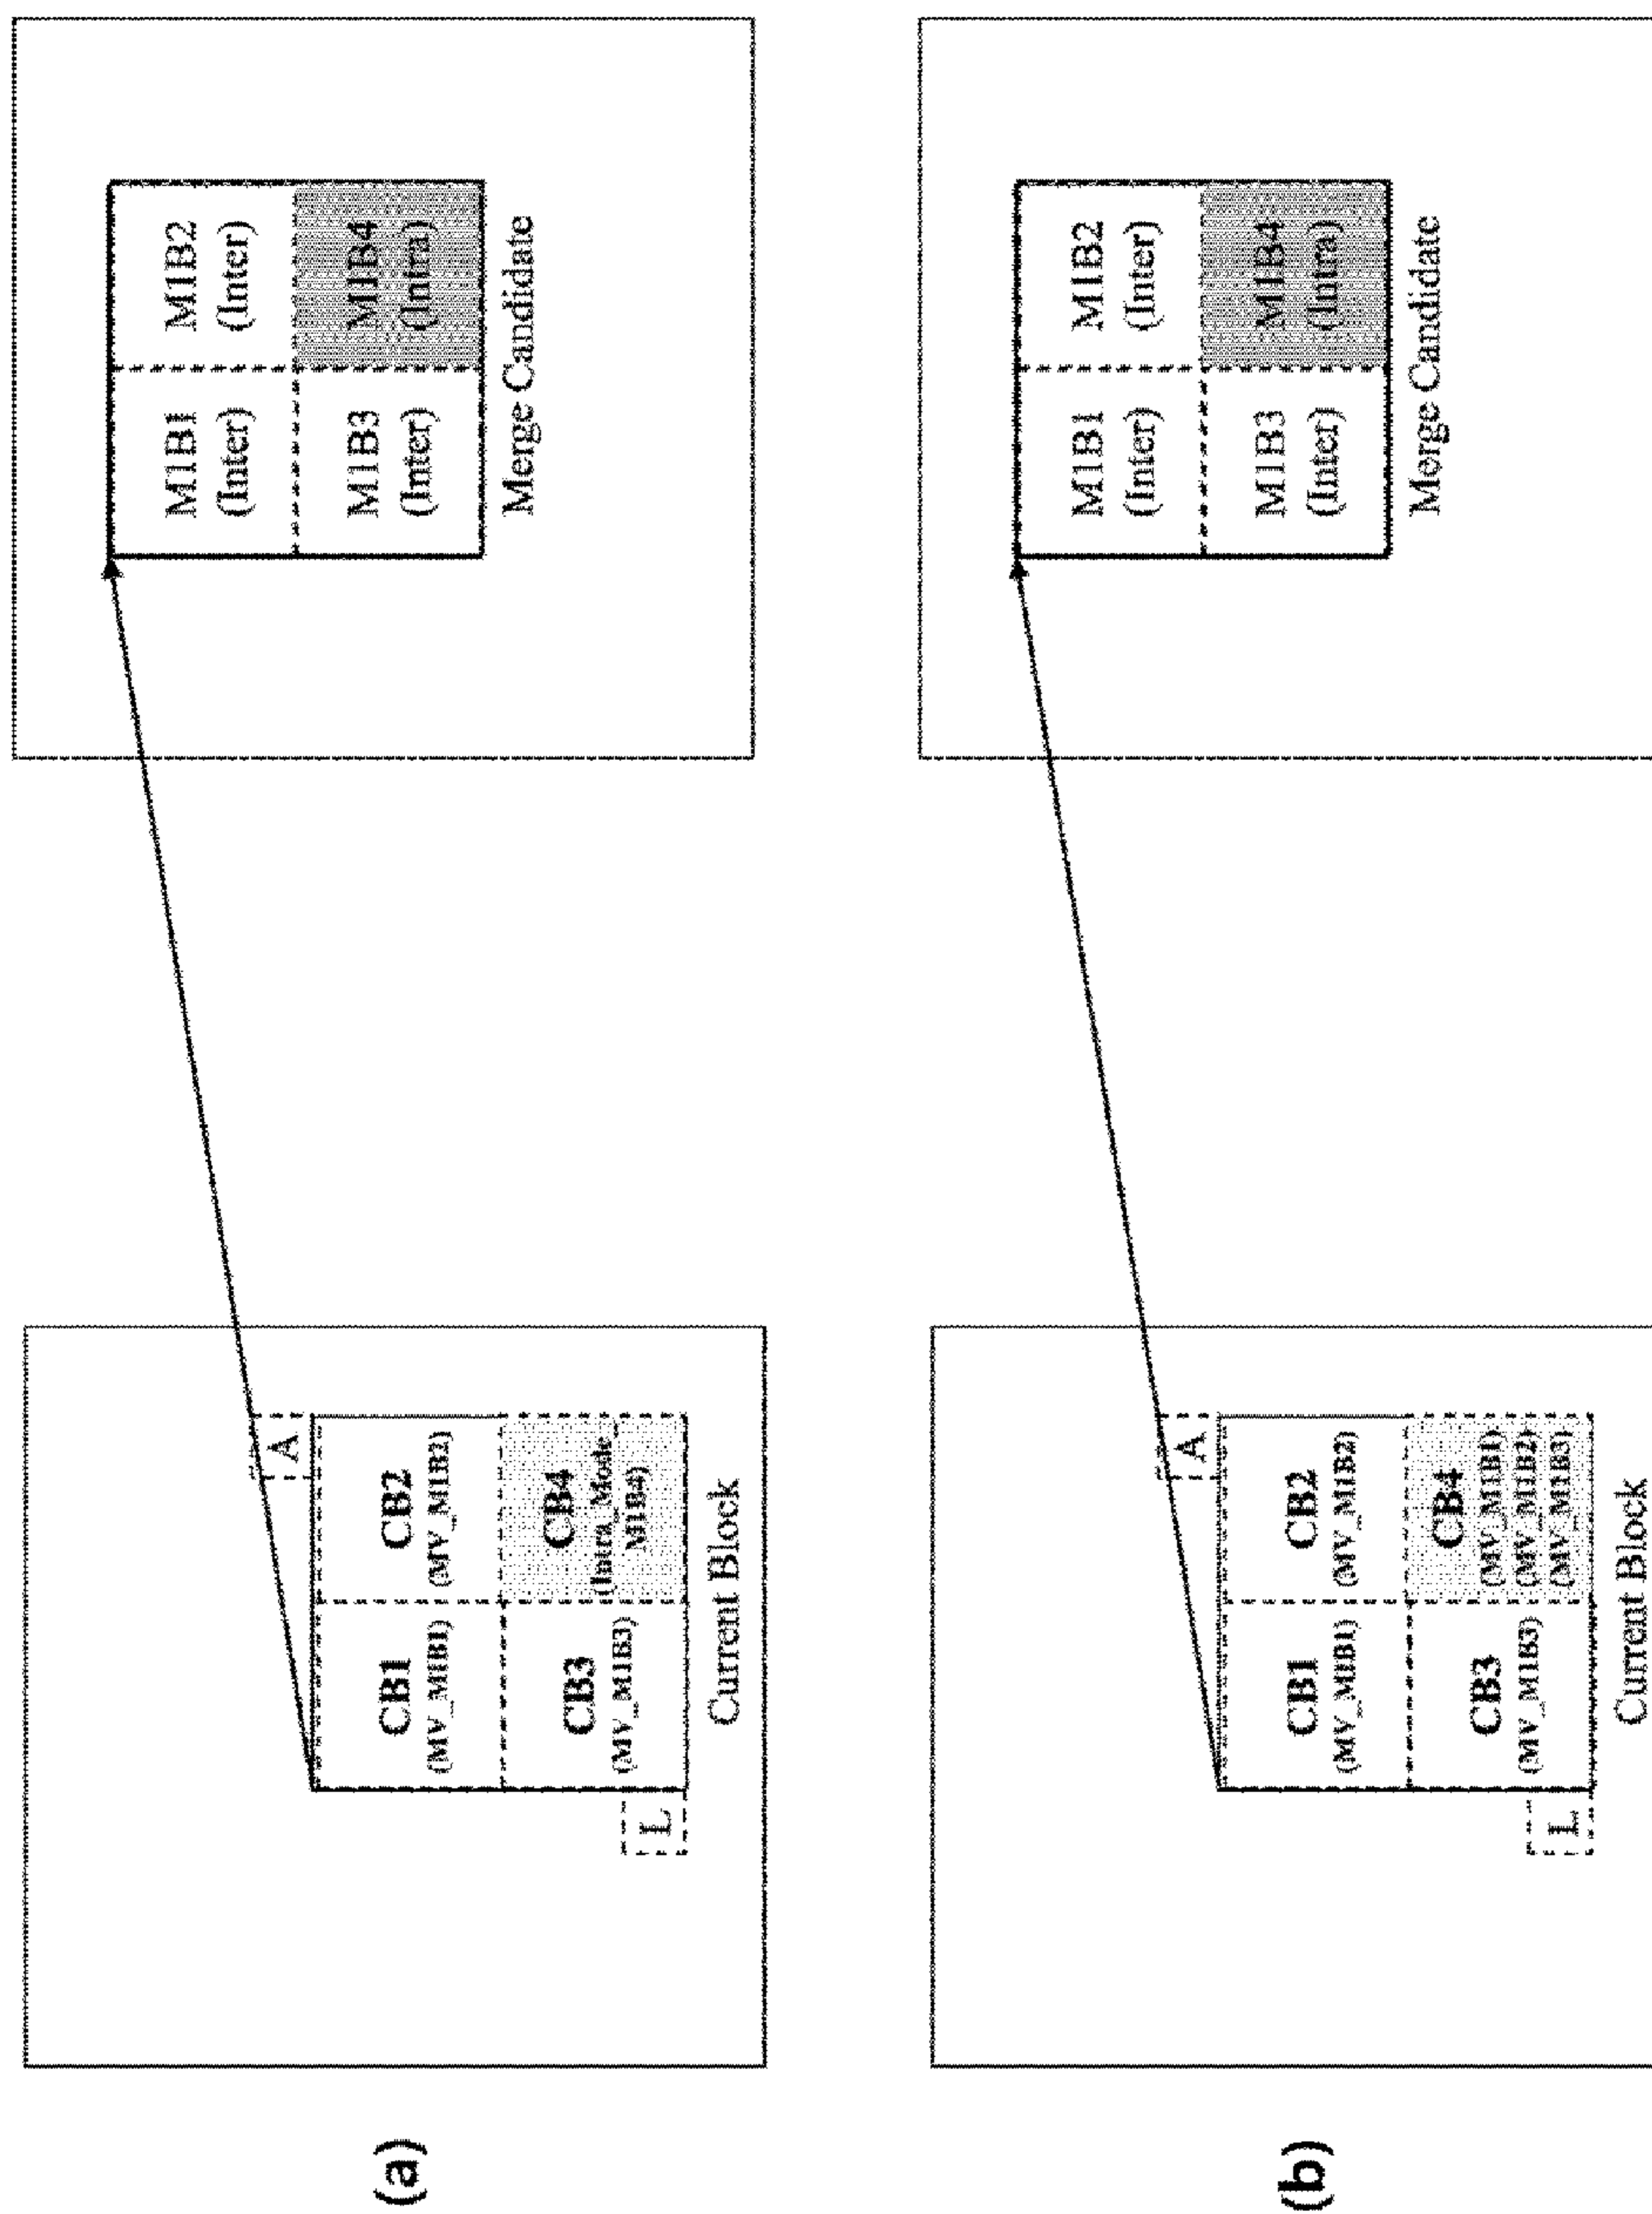 (a)
A
CB1
(MV_M1B1)
CB2
(MV_M1B2)
CB3
(MV_M1B3)
CB4
(Intra_Mode
M1B4)
L
Current Block
M1B1
(Inter)
M1B2
(Inter)
M1B3
(Inter)
M1B4
(Intra)
Merge Candidate
(b)
A
CB1
(MV_M1B1)
CB2
(MV_M1B2)
CB3
(MV_M1B3)
CB4
(MV_M1B1)
(MV_M1B2)
(MV_M1B3)
L
Current Block
M1B1
(Inter)
M1B2
(Inter)
M1B3
(Inter)
M1B4
(Intra)
Merge Candidate